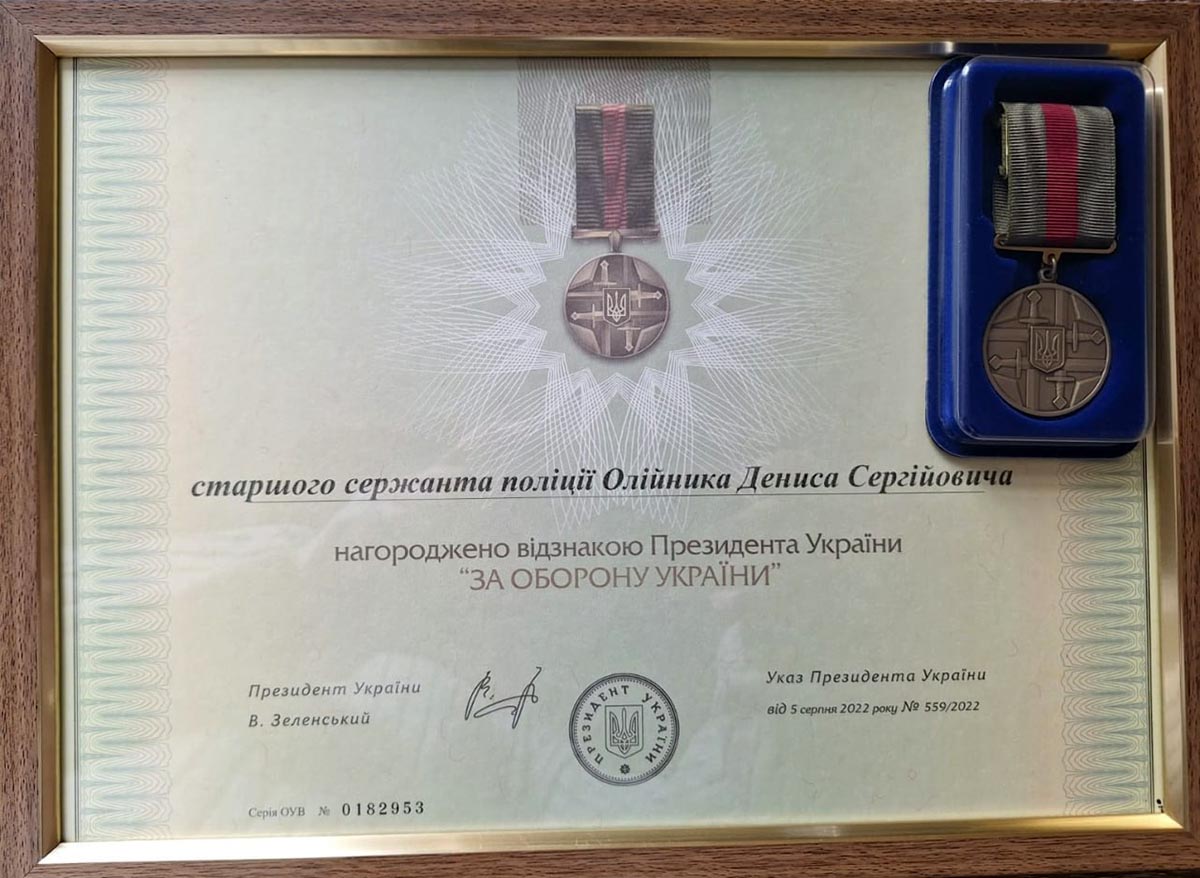 старшого сержанта поліції Олійника Дениса Сергійовича
нагороджено відзнакою Президента України
“ЗА ОБОРОНУ УКРАЇНИ”
Президент України
В. Зеленський
ПРЕЗИДЕНТ УКРАЇНИ
Указ Президента України
від 5 серпня 2022 року № 559/2022
Серія ОУВ № 0182953